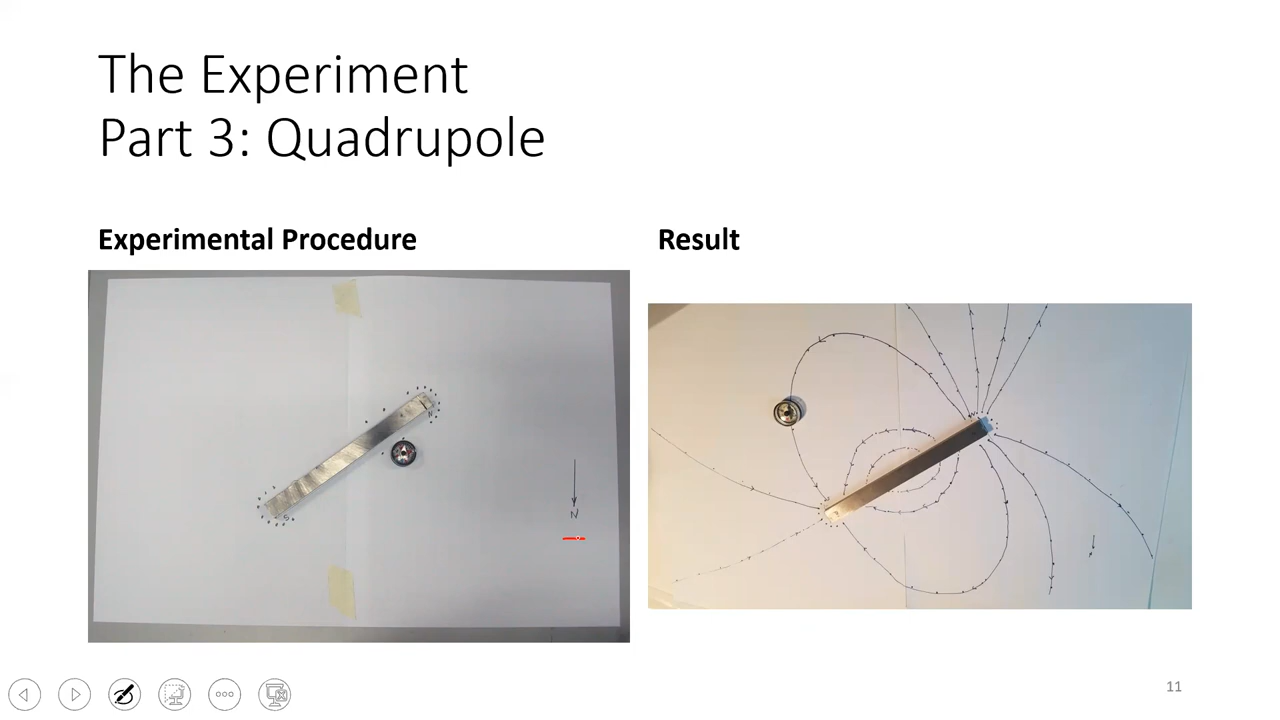 The Experiment
Part 3: Quadrupole
Experimental Procedure
Result
N
S
N
11